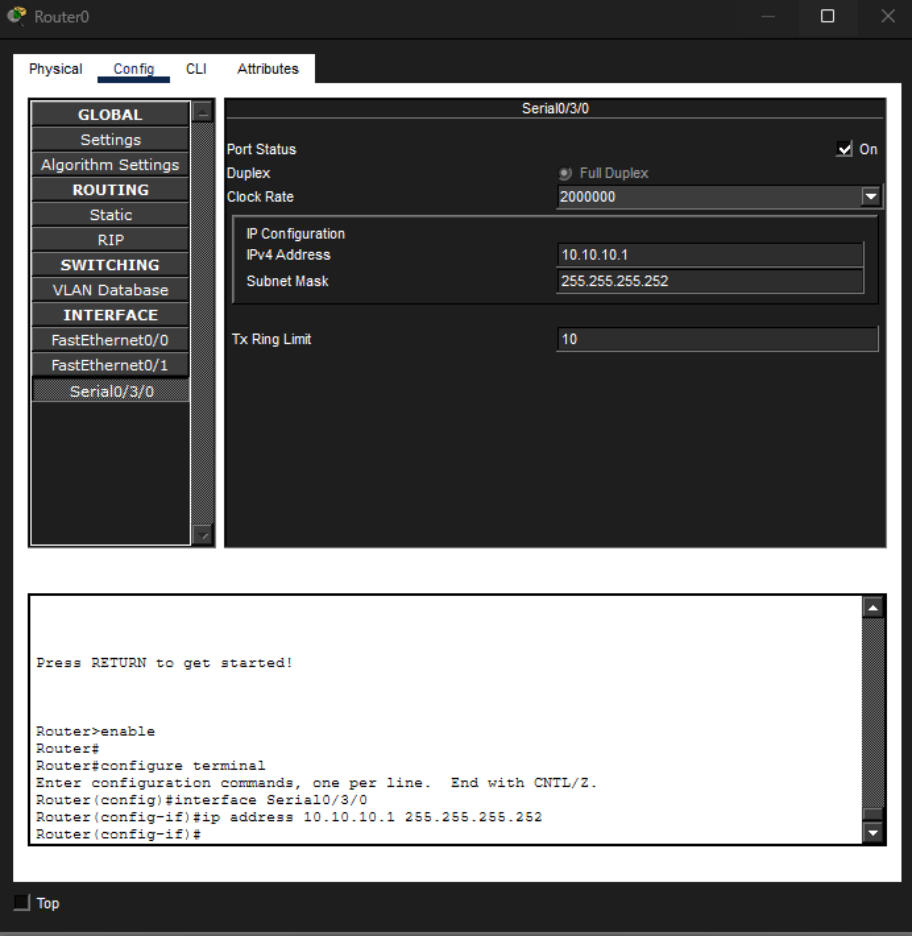 Router0
Physical Config CLI Attributes
GLOBAL
Settings
Algorithm Settings
ROUTING
Static
RIP
SWITCHING
VLAN Database
INTERFACE
FastEthernet0/0
FastEthernet0/1
Serial0/3/0
Serial0/3/0
Port Status On
Duplex Full Duplex
Clock Rate 2000000
IP Configuration
IPv4 Address 10.10.10.1
Subnet Mask 255.255.255.252
Tx Ring Limit 10
Press RETURN to get started!
Router>enable
Router#
Router#configure terminal
Enter configuration commands, one per line.  End with CNTL/Z.
Router(config)#interface Serial0/3/0
Router(config-if)#ip address 10.10.10.1 255.255.255.252
Router(config-if)#
Top